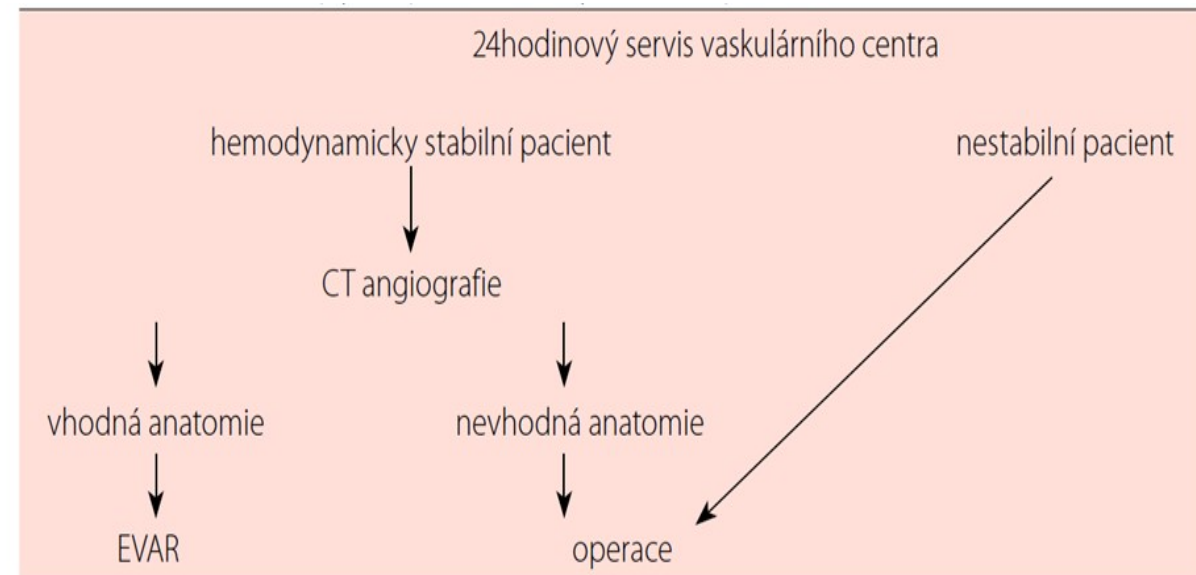 24hodinový servis vaskulárního centra
hemodynamicky stabilní pacient
nestabilní pacient
CT angiografie
vhodná anatomie
nevhodná anatomie
EVAR
operace